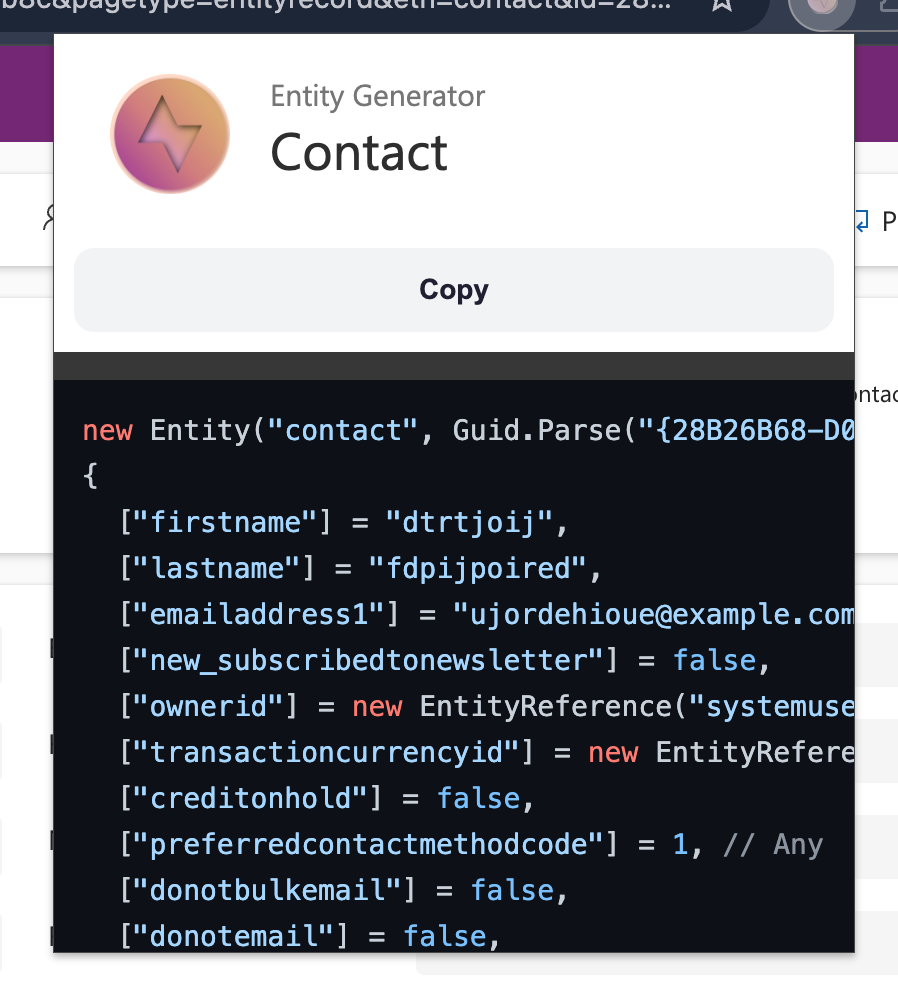 b8c&pagetype=entityrecord&etn=contact&id=28...
Entity Generator
Contact
P
Copy
new Entity("contact", Guid.Parse("{28B26B68-D0
{
["firstname"] = "dtrtjoij",
["lastname"] = "fdpijpoired",
["emailaddress1"] = "ujordehioue@example.com
["new_subscribedtonewsletter"] = false,
["ownerid"] = new EntityReference("systemuse
["transactioncurrencyid"] = new EntityRefere
["creditonhold"] = false,
["preferredcontactmethodcode"] = 1, // Any
["donotbulkemail"] = false,
["donotemail"] = false,